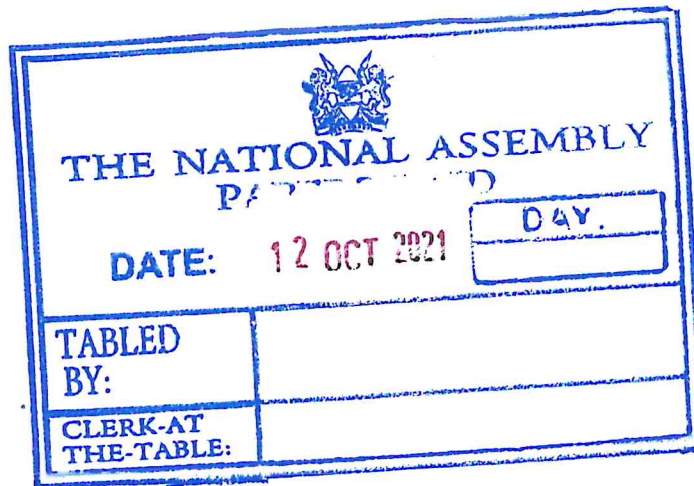 THE NATIONAL ASSEMBLY
DATE: 12 OCT 2021
DAY.
TABLED
BY:
CLERK-AT
THE-TABLE: